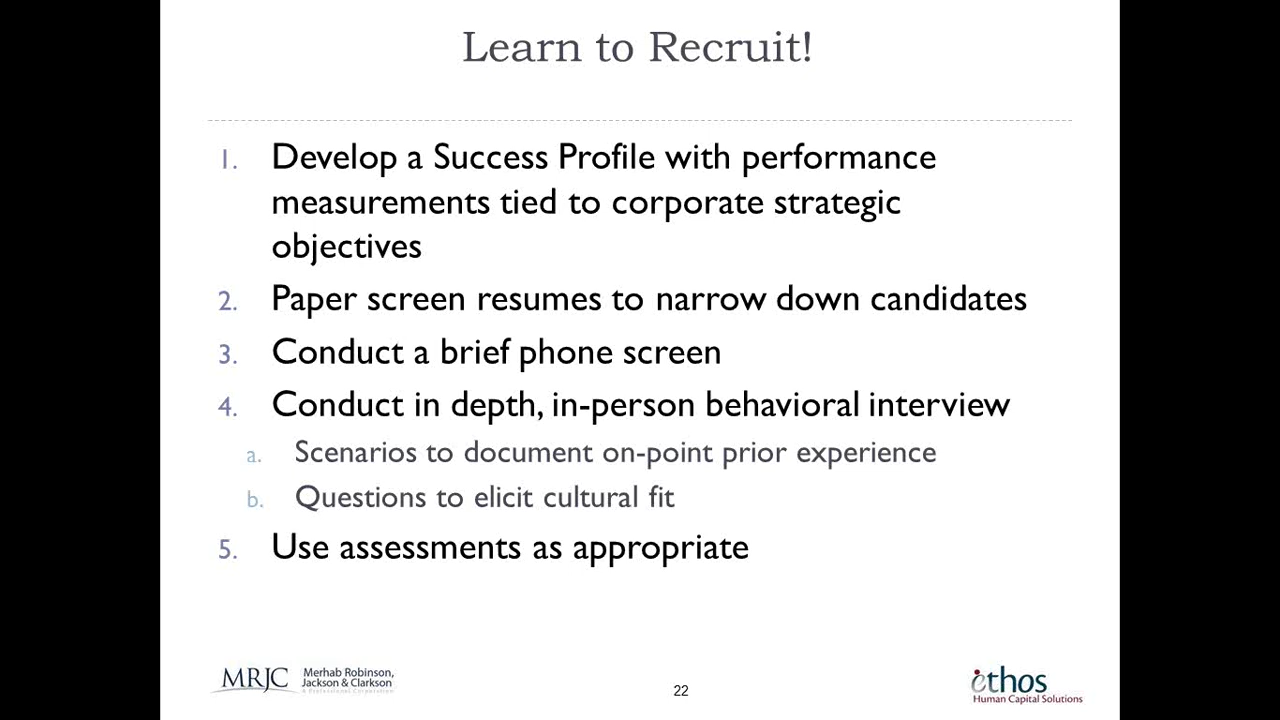 Learn to Recruit!
1. Develop a Success Profile with performance
measurements tied to corporate strategic
objectives
2. Paper screen resumes to narrow down candidates
3. Conduct a brief phone screen
4. Conduct in depth, in-person behavioral interview
a. Scenarios to document on-point prior experience
b. Questions to elicit cultural fit
5. Use assessments as appropriate
MRJC
Merhab Robinson,
Jackson & Clarkson
A Professional Corporation
22
ethos
Human Capital Solutions